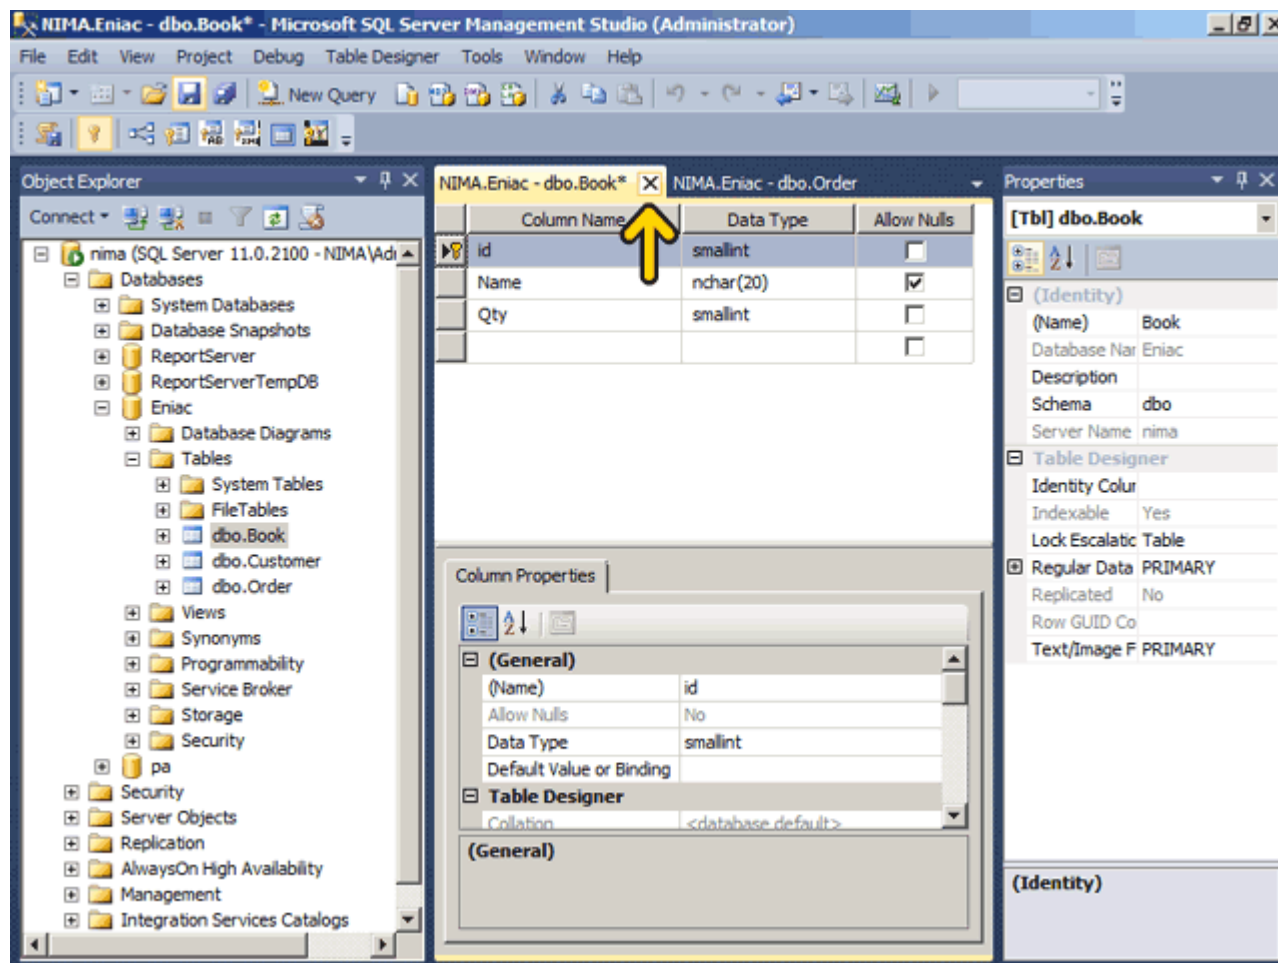 NIMA.Eniac - dbo.Book* - Microsoft SQL Server Management Studio (Administrator)
File Edit View Project Debug Table Designer Tools Window Help
New Query
Object Explorer
Connect
nima (SQL Server 11.0.2100 - NIMA\Adı
Databases
System Databases
Database Snapshots
ReportServer
ReportServerTempDB
Eniac
Database Diagrams
Tables
System Tables
FileTables
dbo.Book
dbo.Customer
dbo.Order
Views
Synonyms
Programmability
Service Broker
Storage
Security
pa
Security
Server Objects
Replication
AlwaysOn High Availability
Management
Integration Services Catalogs
NIMA.Eniac - dbo.Book* NIMA.Eniac - dbo.Order
Column Name Data Type Allow Nulls
id smallint
Name nchar(20)
Qty smallint
Column Properties
(General)
(Name) id
Allow Nulls No
Data Type smallint
Default Value or Binding
Table Designer
Collation <database default>
(General)
Properties
[Tbl] dbo.Book
(Identity)
(Name) Book
Database Nar Eniac
Description
Schema dbo
Server Name nima
Table Designer
Identity Colur
Indexable Yes
Lock Escalatic Table
Regular Data PRIMARY
Replicated No
Row GUID Co
Text/Image F PRIMARY
(Identity)